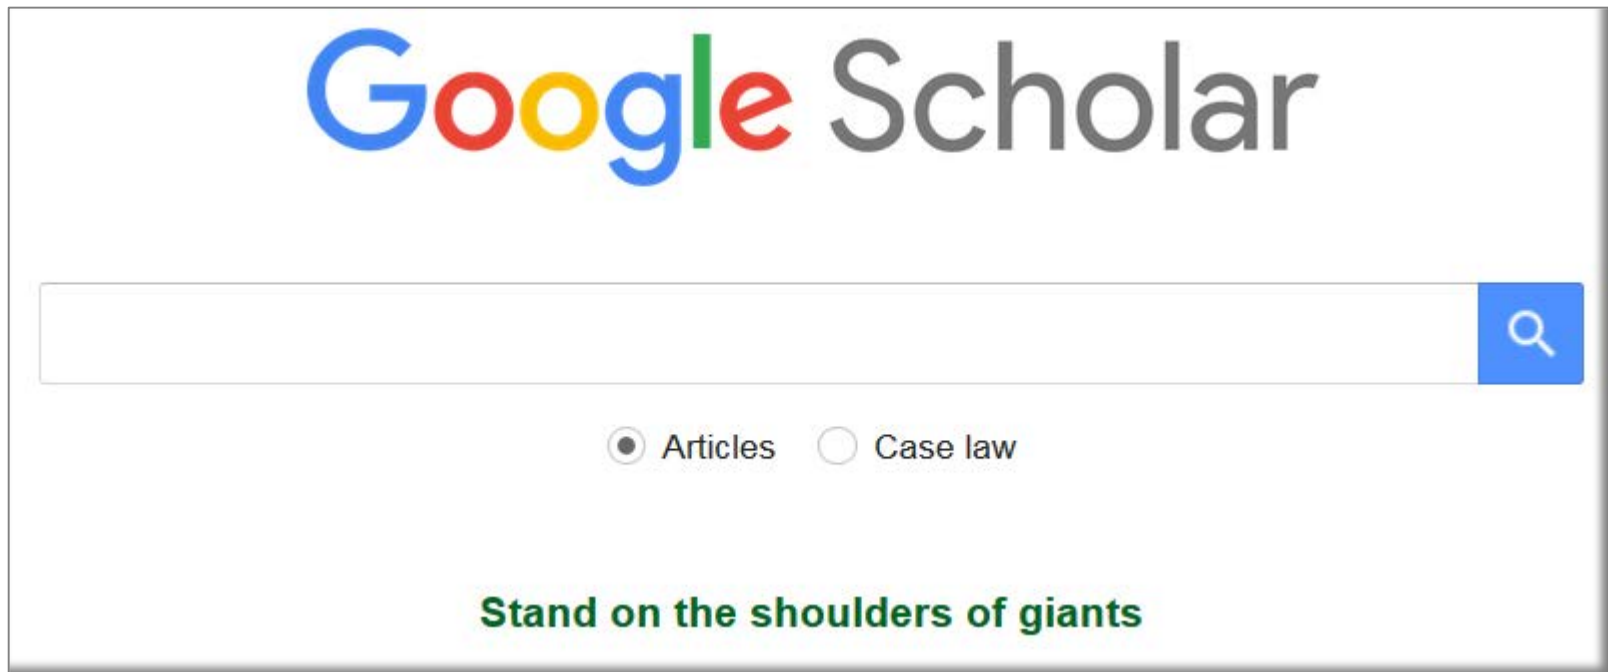 Google Scholar
Articles Case law
Stand on the shoulders of giants